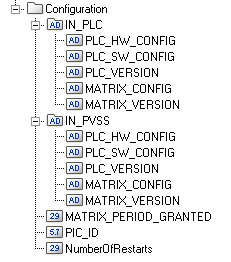 Configuration
AD IN_PLC
AD PLC_HW_CONFIG
AD PLC_SW_CONFIG
AD PLC_VERSION
AD MATRIX_CONFIG
AD MATRIX_VERSION
AD IN_PVSS
AD PLC_HW_CONFIG
AD PLC_SW_CONFIG
AD PLC_VERSION
AD MATRIX_CONFIG
AD MATRIX_VERSION
29 MATRIX_PERIOD_GRANTED
5.7 PIC_ID
29 NumberOfRestarts